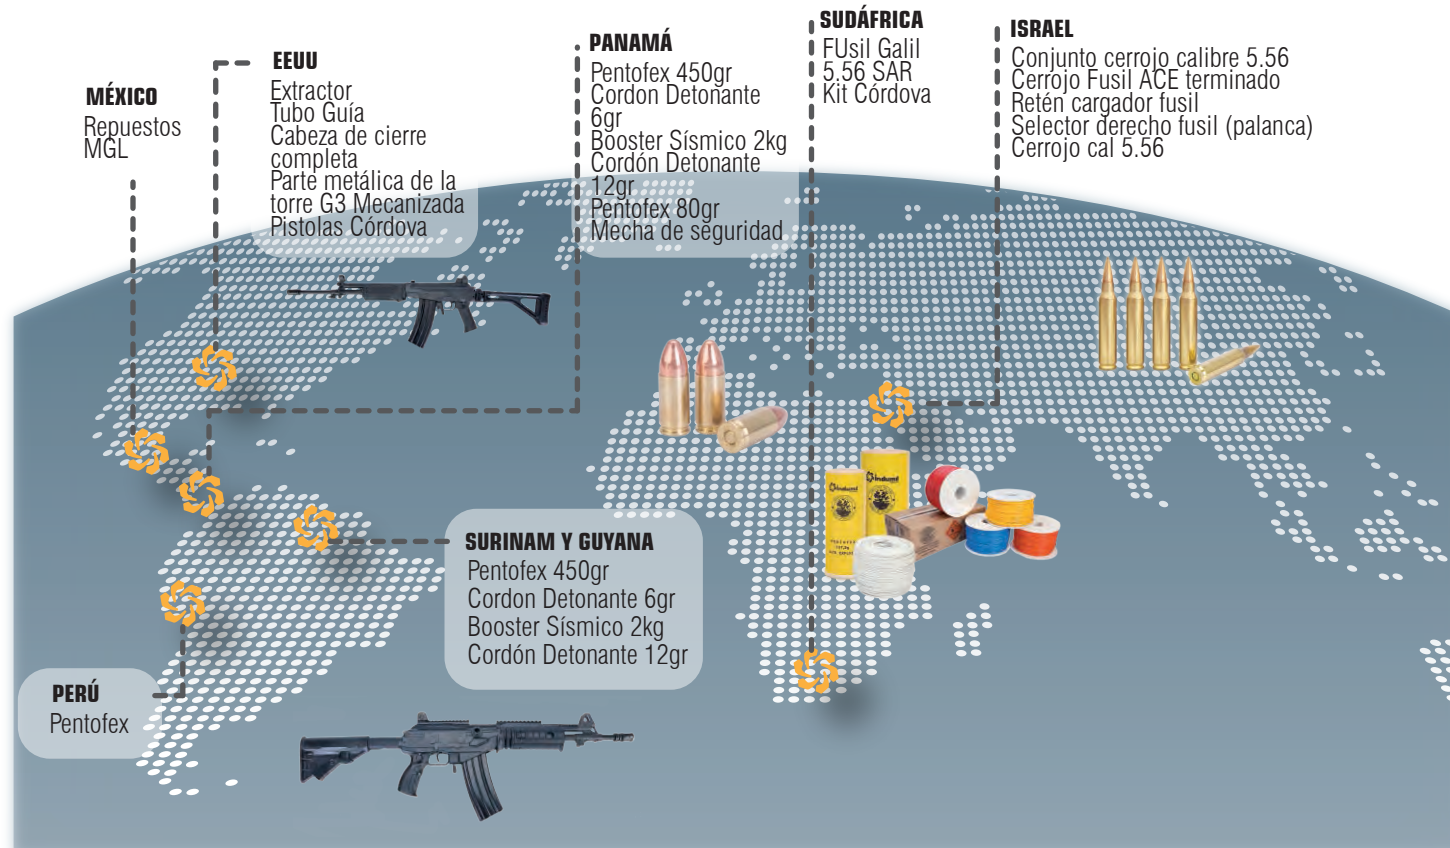 MÉXICO
Repuestos
MGL
EEUU
Extractor
Tubo Guía
Cabeza de cierre
completa
Parte metálica de la
torre G3 Mecanizada
Pistolas Córdova
PANAMÁ
Pentofex 450gr
Cordon Detonante
6gr
Booster Sísmico 2kg
Cordón Detonante
12gr
Pentofex 80gr
Mecha de seguridad
SUDÁFRICA
FUsil Galil
5.56 SAR
Kit Córdova
ISRAEL
Conjunto cerrojo calibre 5.56
Cerrojo Fusil ACE terminado
Retén cargador fusil
Selector derecho fusil (palanca)
Cerrojo cal 5.56
indumil
indumil
SURINAM Y GUYANA
Pentofex 450gr
Cordon Detonante 6gr
Booster Sísmico 2kg
Cordón Detonante 12gr
PERÚ
Pentofex